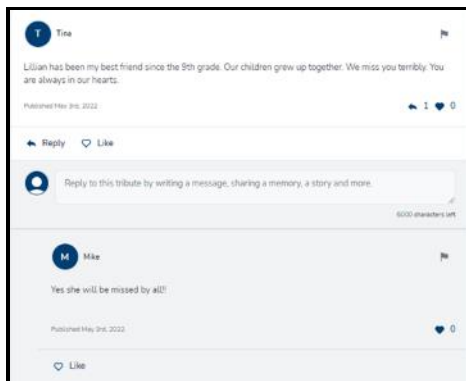 T Tina
Lillian has been my best friend since the 9th grade. Our children grew up together. We miss you terribly. You
are always in our hearts.
Published May 3rd, 2022
1 0
Reply Like
Reply to this tribute by writing a message, sharing a memory, a story and more.
6000 characters left
M Mike
Yes she will be missed by all!!
Published May 3rd, 2022
0
Like